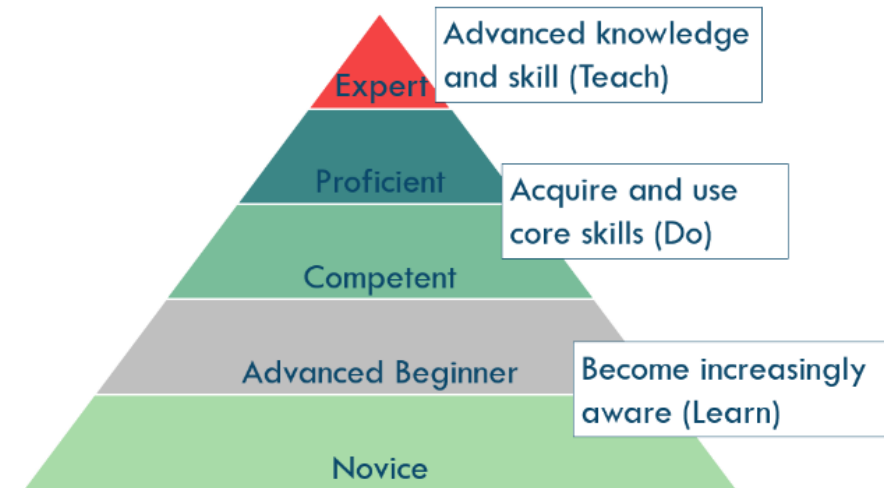 Advanced knowledge
and skill (Teach)
Expert
Proficient
Acquire and use
core skills (Do)
Competent
Advanced Beginner
Become increasingly
aware (Learn)
Novice